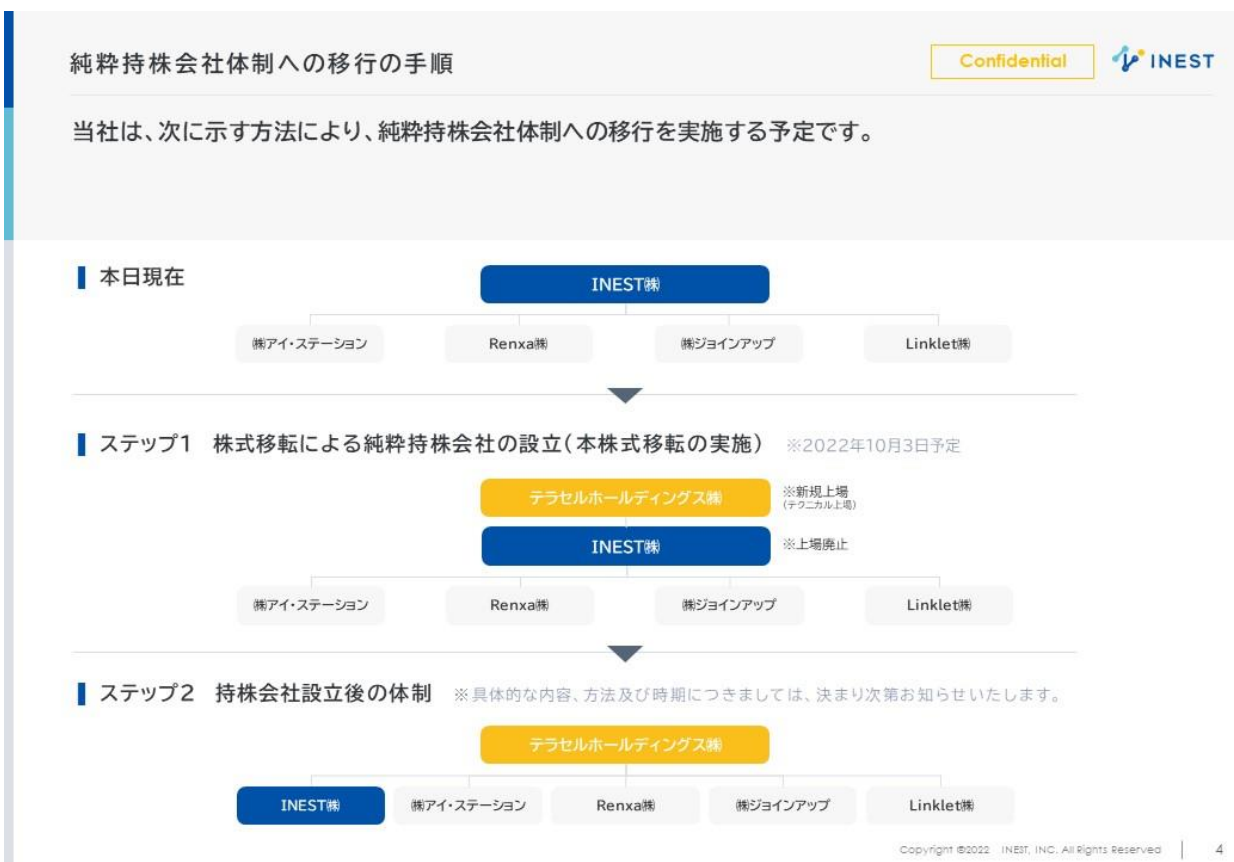 純粋持株会社体制への移行の手順
Confidential
INEST
当社は、次に示す方法により、純粋持株会社体制への移行を実施する予定です。
本日現在
INEST㈱
㈱アイ・ステーション
Renxa㈱
㈱ジョインアップ
Linklet㈱
ステップ1 株式移転による純粋持株会社の設立(本株式移転の実施) ※2022年10月3日予定
テラセルホールディングス㈱
※新規上場
(テクニカル上場)
INEST㈱
※上場廃止
㈱アイ・ステーション
Renxa㈱
㈱ジョインアップ
Linklet㈱
ステップ2 持株会社設立後の体制 ※具体的な内容、方法及び時期につきましては、決まり次第お知らせいたします。
テラセルホールディングス㈱
INEST㈱
㈱アイ・ステーション
Renxa㈱
㈱ジョインアップ
Linklet㈱
Copyright ©2022 INEST, INC. All Rights Reserved
4